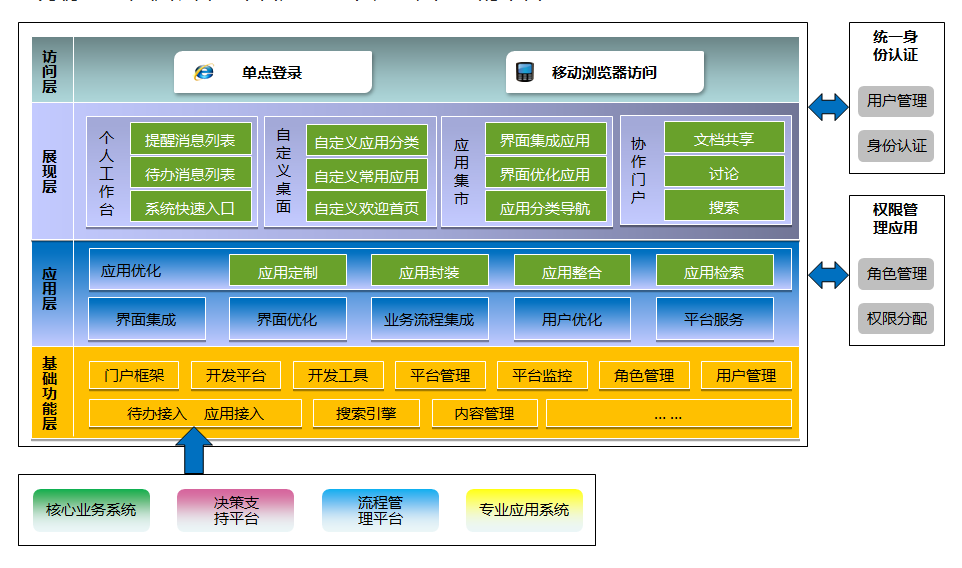 访问层
单点登录
移动浏览器访问
展现层
个人工作台
提醒消息列表
待办消息列表
系统快速入口
自定义桌面
自定义应用分类
自定义常用应用
自定义欢迎首页
应用集市
界面集成应用
界面优化应用
应用分类导航
协作门户
文档共享
讨论
搜索
应用层
应用优化
应用定制
应用封装
应用整合
应用检索
界面集成
界面优化
业务流程集成
用户优化
平台服务
基础功能层
门户框架
开发平台
开发工具
平台管理
平台监控
角色管理
用户管理
待办接入 应用接入
搜索引擎
内容管理
... ...
统一身
份认证
用户管理
身份认证
权限管
理应用
角色管理
权限分配
核心业务系统
决策支
持平台
流程管
理平台
专业应用系统